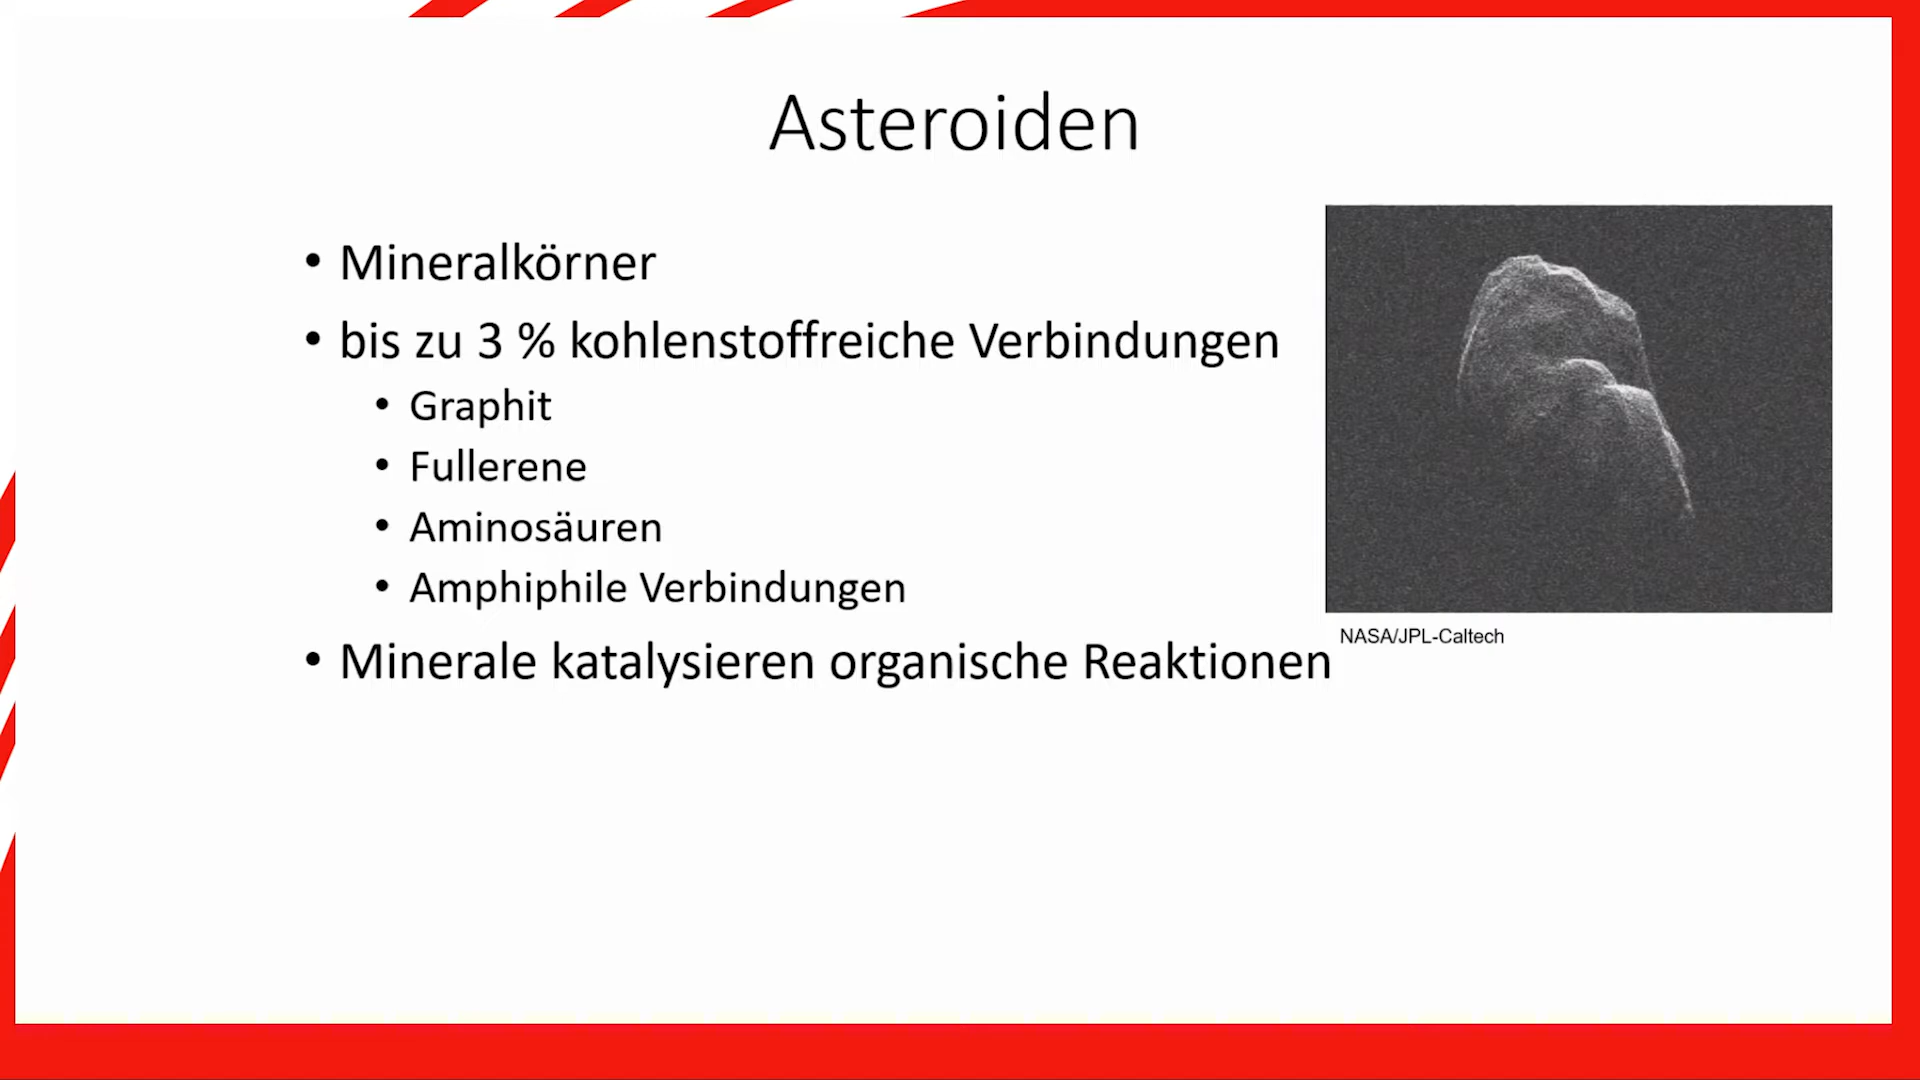 Asteroiden
• Mineralkörner
• bis zu 3 % kohlenstoffreiche Verbindungen
• Graphit
• Fullerene
• Aminosäuren
• Amphiphile Verbindungen
NASA/JPL-Caltech
• Minerale katalysieren organische Reaktionen